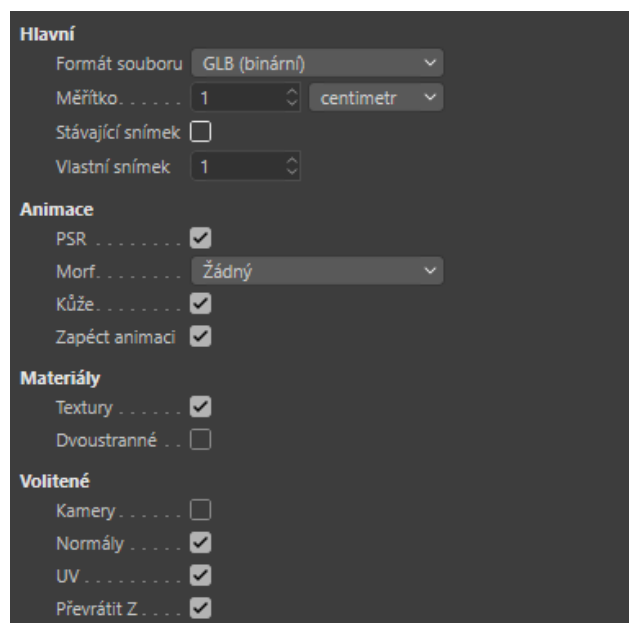 Hlavní
Formát souboru GLB (binární)
Měřítko. . . . . . 1 centimetr
Stávající snímek
Vlastní snímek 1
Animace
PSR . . . . . . . .
Morf. . . . . . . . Žádný
Kůže. . . . . . . .
Zapéct animaci
Materiály
Textury . . . . . .
Dvoustranné . .
Volitené
Kamery. . . . . .
Normály . . . . .
UV . . . . . . . . .
Převrátit Z. . . .